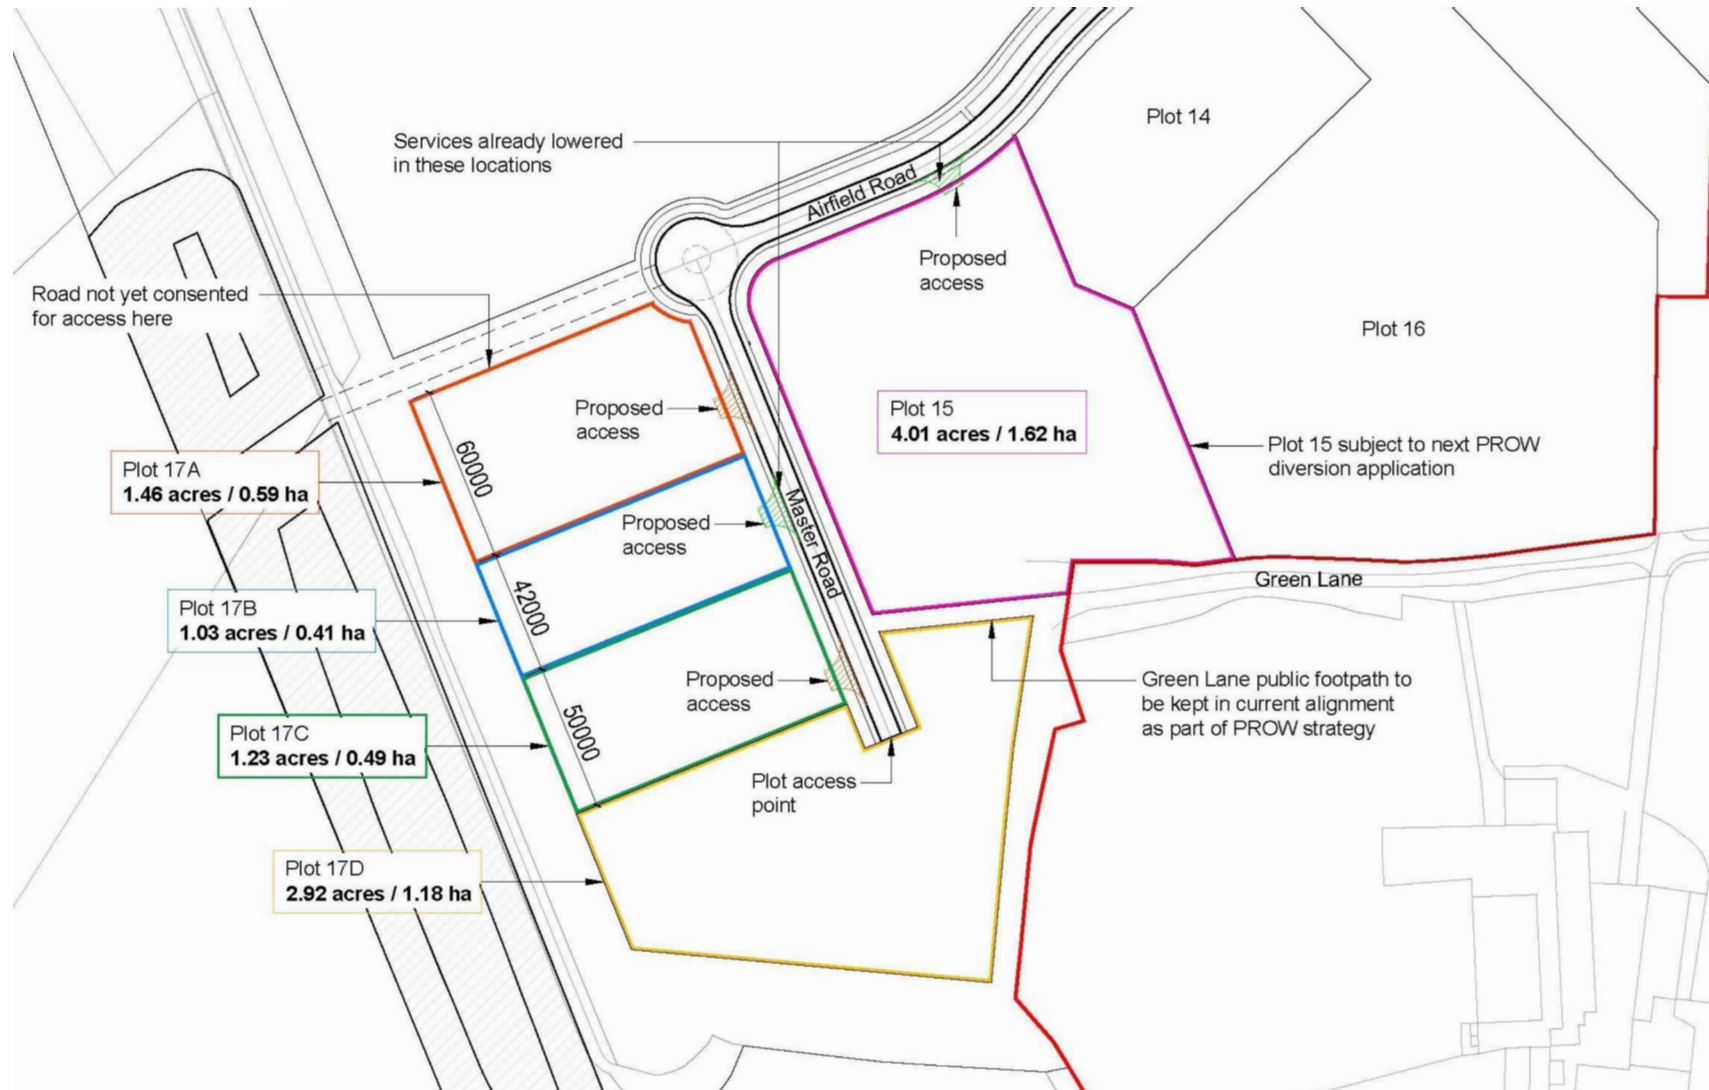 Plot 14
Services already lowered
in these locations
Airfield Road
Proposed
access
Road not yet consented
for access here
Plot 16
Proposed
access
Plot 15
4.01 acres / 1.62 ha
Plot 15 subject to next PROW
diversion application
60000
Plot 17A
1.46 acres / 0.59 ha
Proposed
access
Master Road
Green Lane
42000
Plot 17B
1.03 acres / 0.41 ha
Proposed
access
Green Lane public footpath to
be kept in current alignment
as part of PROW strategy
50000
Plot 17C
1.23 acres / 0.49 ha
Plot access
point
Plot 17D
2.92 acres / 1.18 ha